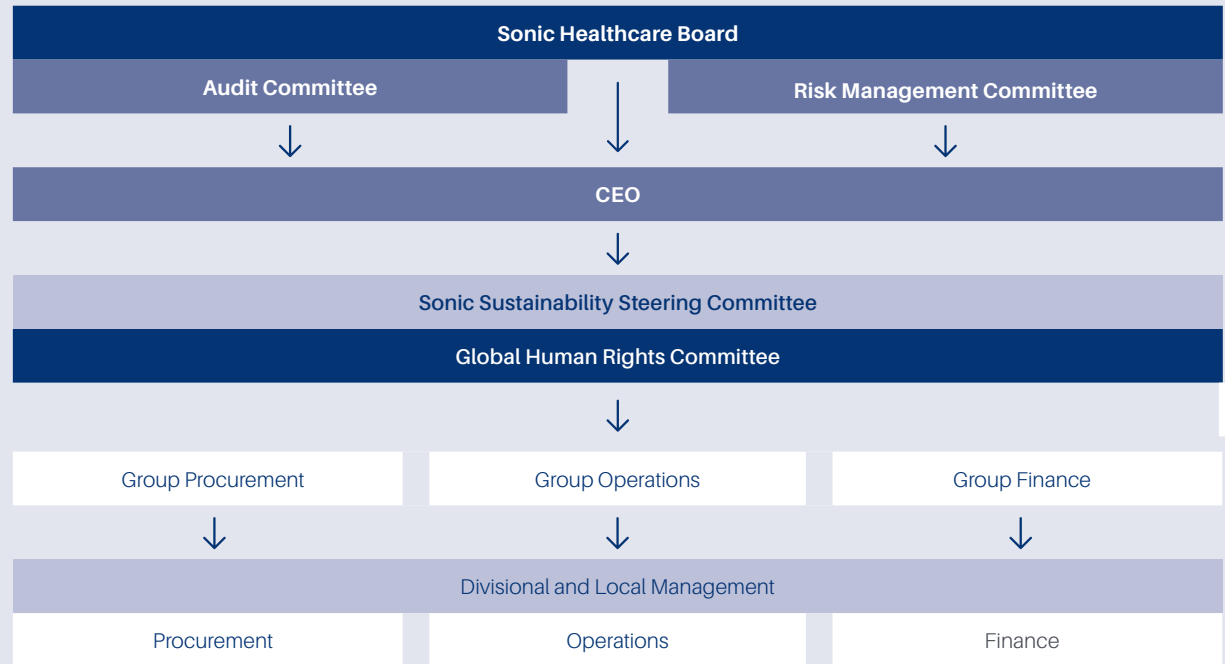 Sonic Healthcare Board
Audit Committee
Risk Management Committee
CEO
Sonic Sustainability Steering Committee
Global Human Rights Committee
Group Procurement
Group Operations
Group Finance
Divisional and Local Management
Procurement
Operations
Finance